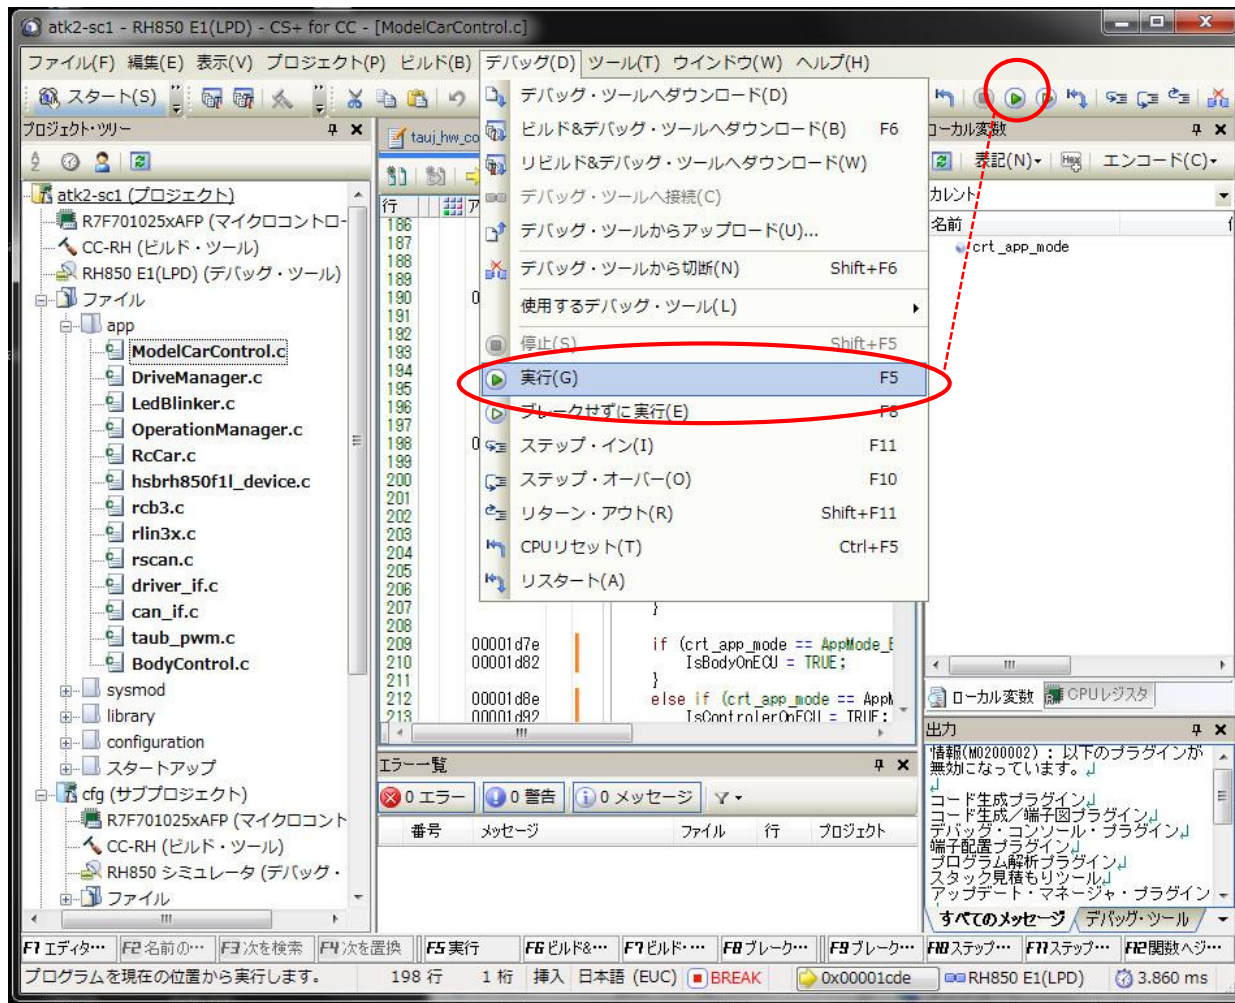 atk2-sc1 - RH850 E1(LPD) - CS+ for CC - [ModelCarControl.c]
ファイル(F) 編集(E) 表示(V) プロジェクト(P) ビルド(B) デバッグ(D) ツール(T) ウインドウ(W) ヘルプ(H)
スタート(S)
プロジェクト・ツリー
atk2-sc1 (プロジェクト)
R7F701025xAFP (マイクロコントロー
CC-RH (ビルド・ツール)
RH850 E1(LPD) (デバッグ・ツール)
ファイル
app
ModelCarControl.c
DriveManager.c
LedBlinker.c
OperationManager.c
RcCar.c
hsbrh850f1l_device.c
rcb3.c
rlin3x.c
rscan.c
driver_if.c
can_if.c
taub_pwm.c
BodyControl.c
sysmod
library
configuration
スタートアップ
cfg (サブプロジェクト)
R7F701025xAFP (マイクロコント
CC-RH (ビルド・ツール)
RH850 シミュレータ (デバッグ・
ファイル
tauj_hw_co
行 ア
186
187
188
189
190 0
191
192
193
194
195
196
197
198 0
199
200
201
202
203
204
205
206
207 }
208
209 00001d7e if (crt_app_mode == AppMode_E
210 00001d82 IsBodyOnECU = TRUE;
211 }
212 00001d8e else if (crt_app_mode == AppM
213 00001d92 IsControlerOnECU = TRUE;
デバッグ・ツールへダウンロード(D)
ビルド&デバッグ・ツールへダウンロード(B) F6
リビルド&デバッグ・ツールへダウンロード(W)
デバッグ・ツールへ接続(C)
デバッグ・ツールからアップロード(U)...
デバッグ・ツールから切断(N) Shift+F6
使用するデバッグ・ツール(L)
停止(S) Shift+F5
実行(G) F5
ブレークせずに実行(E) F8
ステップ・イン(I) F11
ステップ・オーバー(O) F10
リターン・アウト(R) Shift+F11
CPUリセット(T) Ctrl+F5
リスタート(A)
エラー一覧
0 エラー 0 警告 0 メッセージ
番号 メッセージ ファイル 行 プロジェクト
ローカル変数
表記(N) Hex エンコード(C)
カレント
名前
crt_app_mode
ローカル変数 CPUレジスタ
出力
情報(M0200002) : 以下のプラグインが
無効になっています。
コード生成プラグイン
コード生成/端子図プラグイン
デバッグ・コンソール・プラグイン
端子配置プラグイン
プログラム解析プラグイン
スタック見積もりツール
アップデート・マネージャ・プラグイン
すべてのメッセージ デバッグ・ツール
F1 エディタ… F2 名前の… F3 次を検索 F4 次を置換 F5 実行 F6 ビルド&… F7 ビルド・… F8 ブレーク… F9 ブレーク… F10 ステップ… F11 ステップ… F12 関数へジ…
プログラムを現在の位置から実行します。 198 行 1 桁 挿入 日本語 (EUC) BREAK 0x00001cde RH850 E1(LPD) 3.860 ms